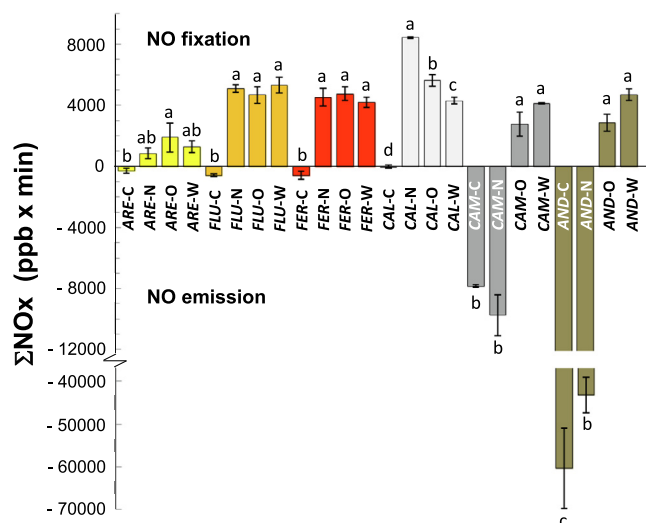 NO fixation
8000
4000
0
- 4000
- 8000
- 12000
- 40000
- 50000
- 60000
- 70000
ΣNOx (ppb x min)
b ab a ab b a a a b a a a d a b c b b a a c b a a
ARE-C ARE-N ARE-O ARE-W FLU-C FLU-N FLU-O FLU-W FER-C FER-N FER-O FER-W CAL-C CAL-N CAL-O CAL-W CAM-C CAM-N CAM-O CAM-W AND-C AND-N AND-O AND-W
NO emission